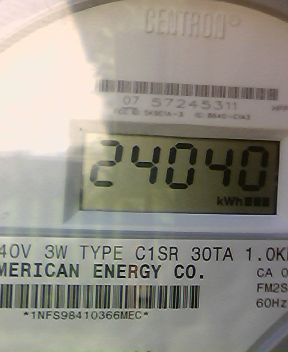 CENTRON®
07 57245311
24040
kWh
40V 3W TYPE C1SR 30TA 1.0K
MERICAN ENERGY CO.
CA 0
FM2S
60Hz
*1NFS98410366MEC*